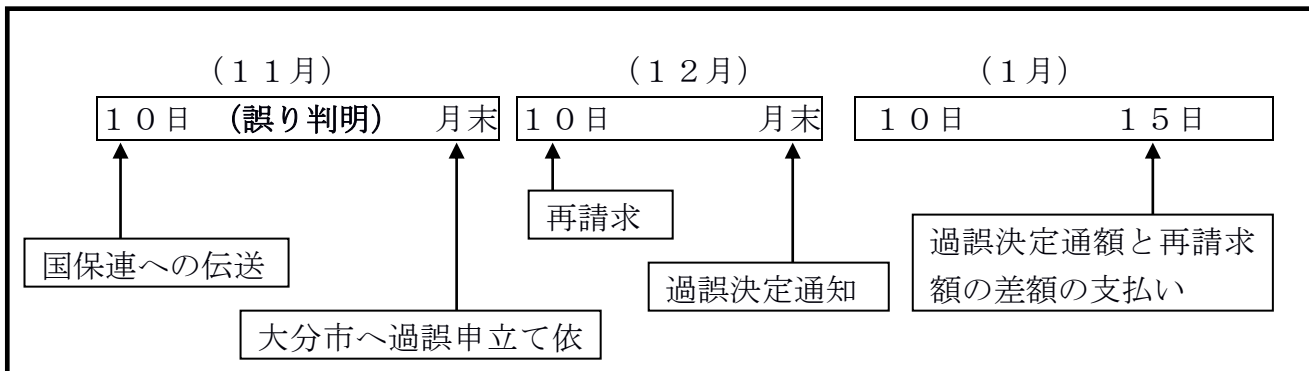 （１１月）
（１２月）
（１月）
１０日 （誤り判明） 月末
１０日 月末
１０日 １５日
再請求
国保連への伝送
過誤決定通知
過誤決定通額と再請求
額の差額の支払い
大分市へ過誤申立て依